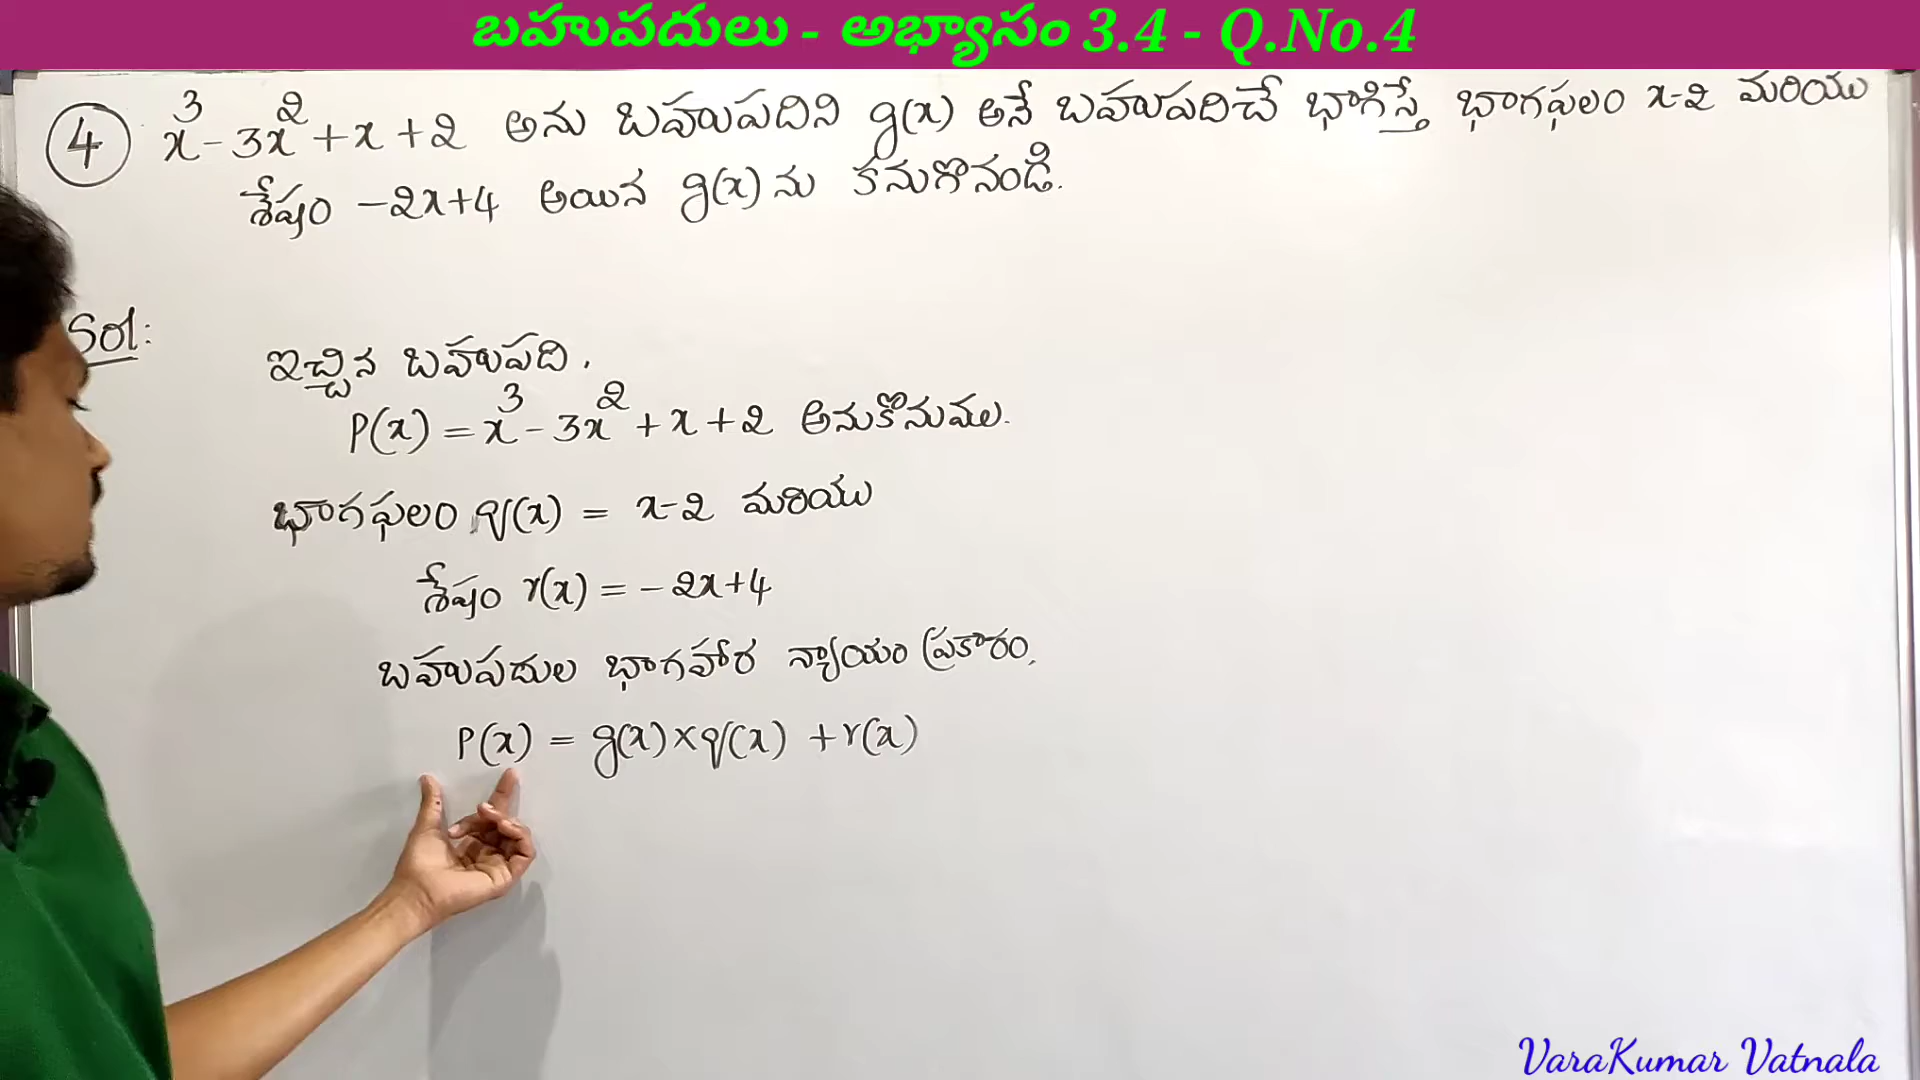 బహుపదులు - అభ్యాసం 3.4 - Q.No.4
4 x³ - 3x² + x + 2 అను బహుపదిని g(x) అనే బహుపదిచే భాగిస్తే భాగఫలం x-2 మరియు
శేషం -2x+4 అయిన g(x) ను కనుగొనండి.
Sol:
ఇచ్చిన బహుపది,
P(x) = x³ - 3x² + x + 2 అనుకొనుము.
భాగఫలం q(x) = x-2 మరియు
శేషం r(x) = -2x+4
బహుపదుల భాగహార న్యాయం ప్రకారం,
P(x) = g(x) × q(x) + r(x)
VaraKumar Vatnala